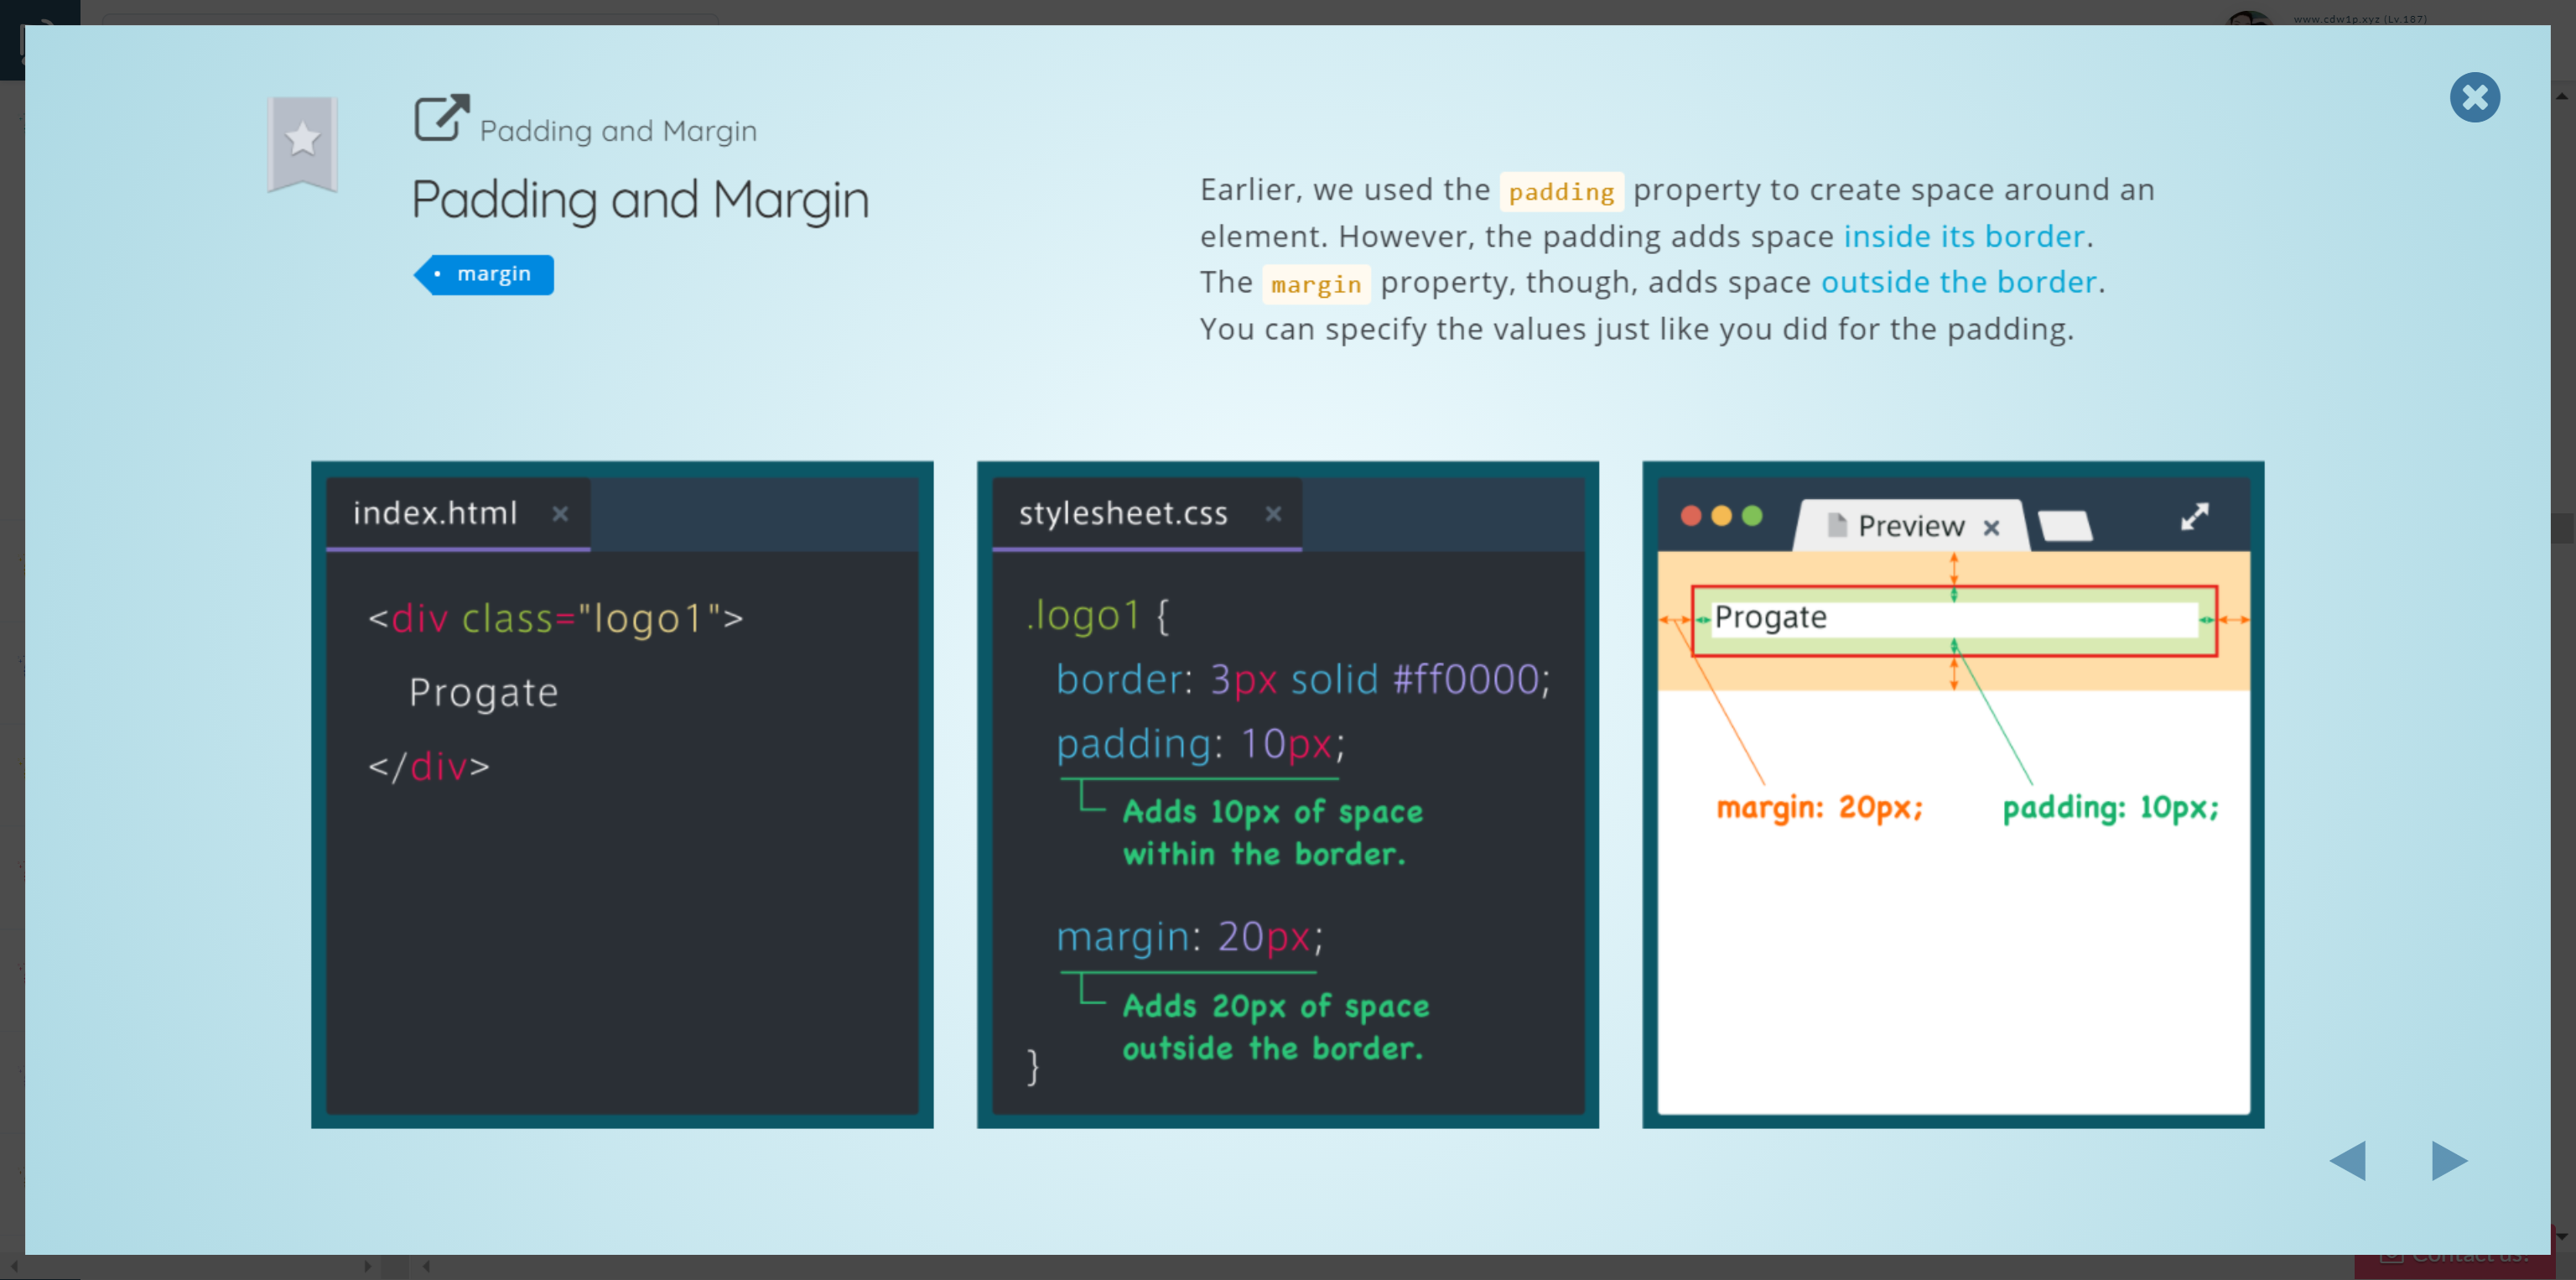 www.cdw1p.xyz (Lv.187)
Padding and Margin
Padding and Margin
• margin
Earlier, we used the padding property to create space around an
element. However, the padding adds space inside its border.
The margin property, though, adds space outside the border.
You can specify the values just like you did for the padding.
index.html
<div class="logo1">
Progate
</div>
stylesheet.css
.logo1 {
border: 3px solid #ff0000;
padding: 10px;
Adds 10px of space
within the border.
margin: 20px;
Adds 20px of space
outside the border.
}
Preview
Progate
margin: 20px;
padding: 10px;
Contact us!